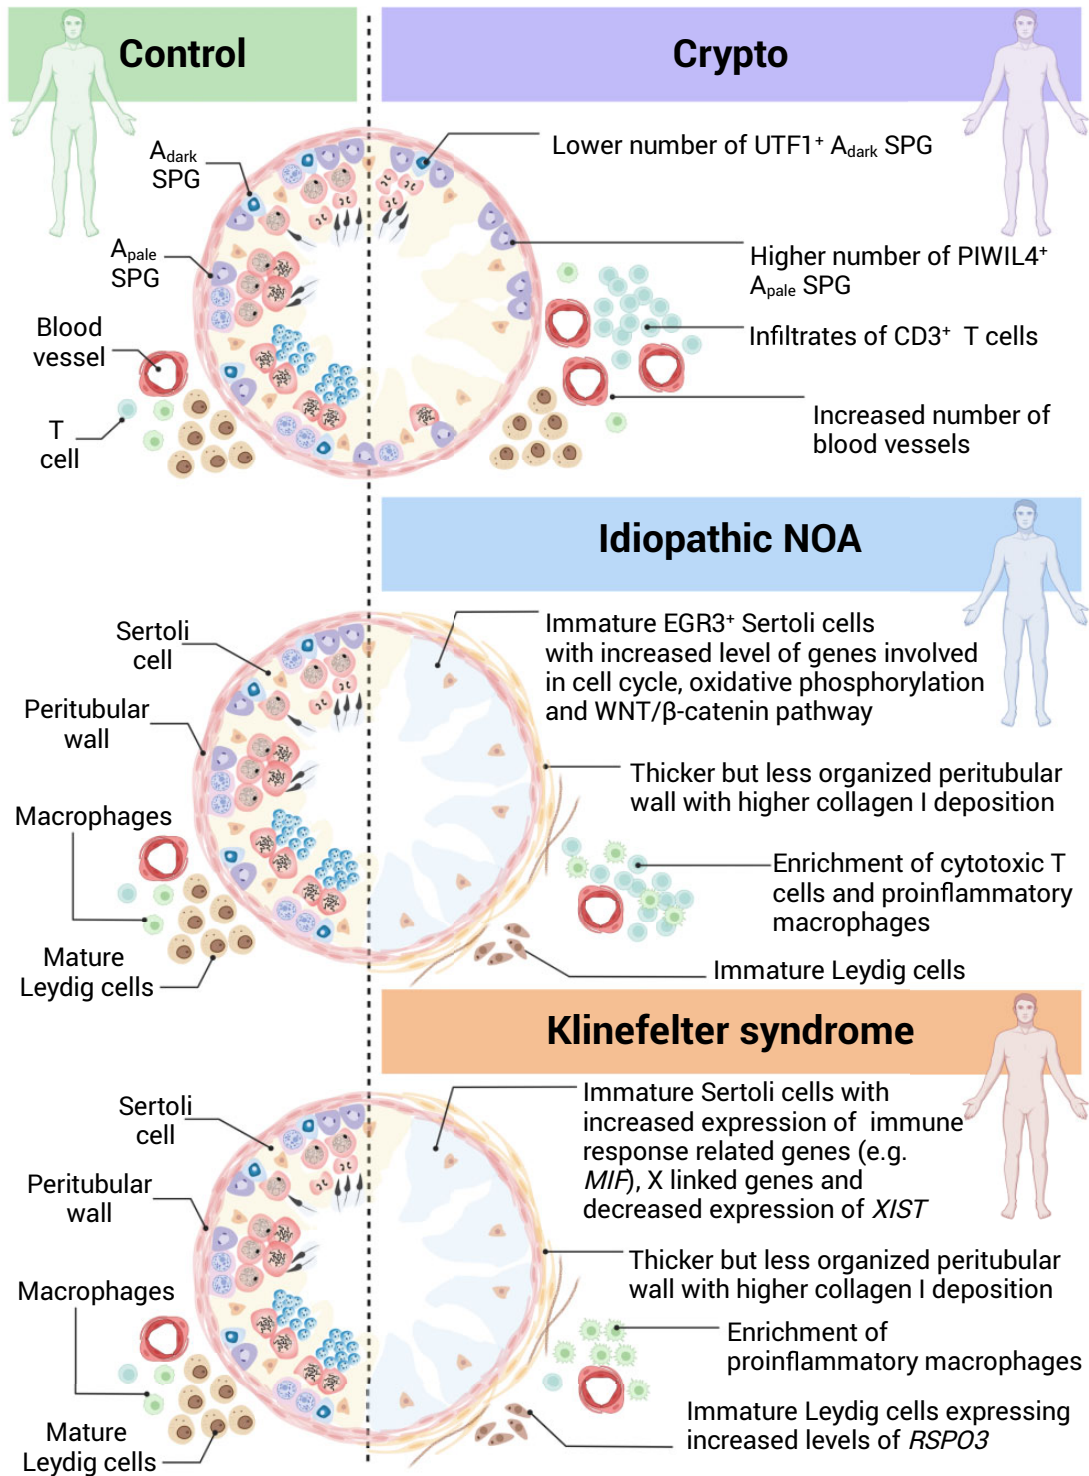 Control
Crypto
A_dark
SPG
Lower number of UTF1⁺ A_dark SPG
A_pale
SPG
Higher number of PIWIL4⁺
A_pale SPG
Blood
vessel
Infiltrates of CD3⁺ T cells
T
cell
Increased number of
blood vessels
Idiopathic NOA
Sertoli
cell
Immature EGR3⁺ Sertoli cells
with increased level of genes involved
in cell cycle, oxidative phosphorylation
and WNT/β-catenin pathway
Peritubular
wall
Thicker but less organized peritubular
wall with higher collagen I deposition
Macrophages
Enrichment of cytotoxic T
cells and proinflammatory
macrophages
Mature
Leydig cells
Immature Leydig cells
Klinefelter syndrome
Sertoli
cell
Immature Sertoli cells with
increased expression of immune
response related genes (e.g.
MIF), X linked genes and
decreased expression of XIST
Peritubular
wall
Thicker but less organized peritubular
wall with higher collagen I deposition
Macrophages
Enrichment of
proinflammatory macrophages
Mature
Leydig cells
Immature Leydig cells expressing
increased levels of RSPO3